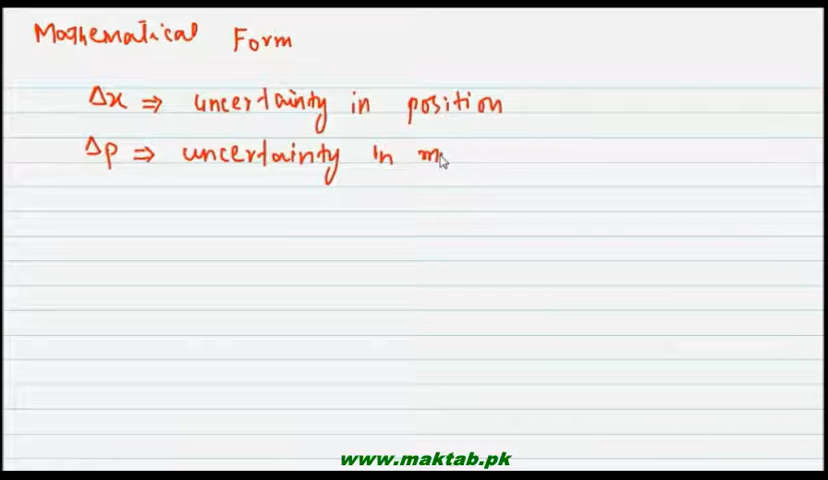 Mathematical Form
Δx ⇒ uncertainty in position
Δp ⇒ uncertainty in m
www.maktab.pk